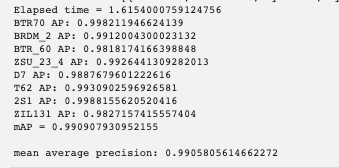 Elapsed time = 1.6154000759124756
BTR70 AP: 0.998211946624139
BRDM_2 AP: 0.9912004300023132
BTR_60 AP: 0.9818174166398848
ZSU_23_4 AP: 0.9926441309282013
D7 AP: 0.9887679601222616
T62 AP: 0.9930902596926581
2S1 AP: 0.9988155620520416
ZIL131 AP: 0.9827157415557404
mAP = 0.990907930952155
mean average precision: 0.9905805614662272